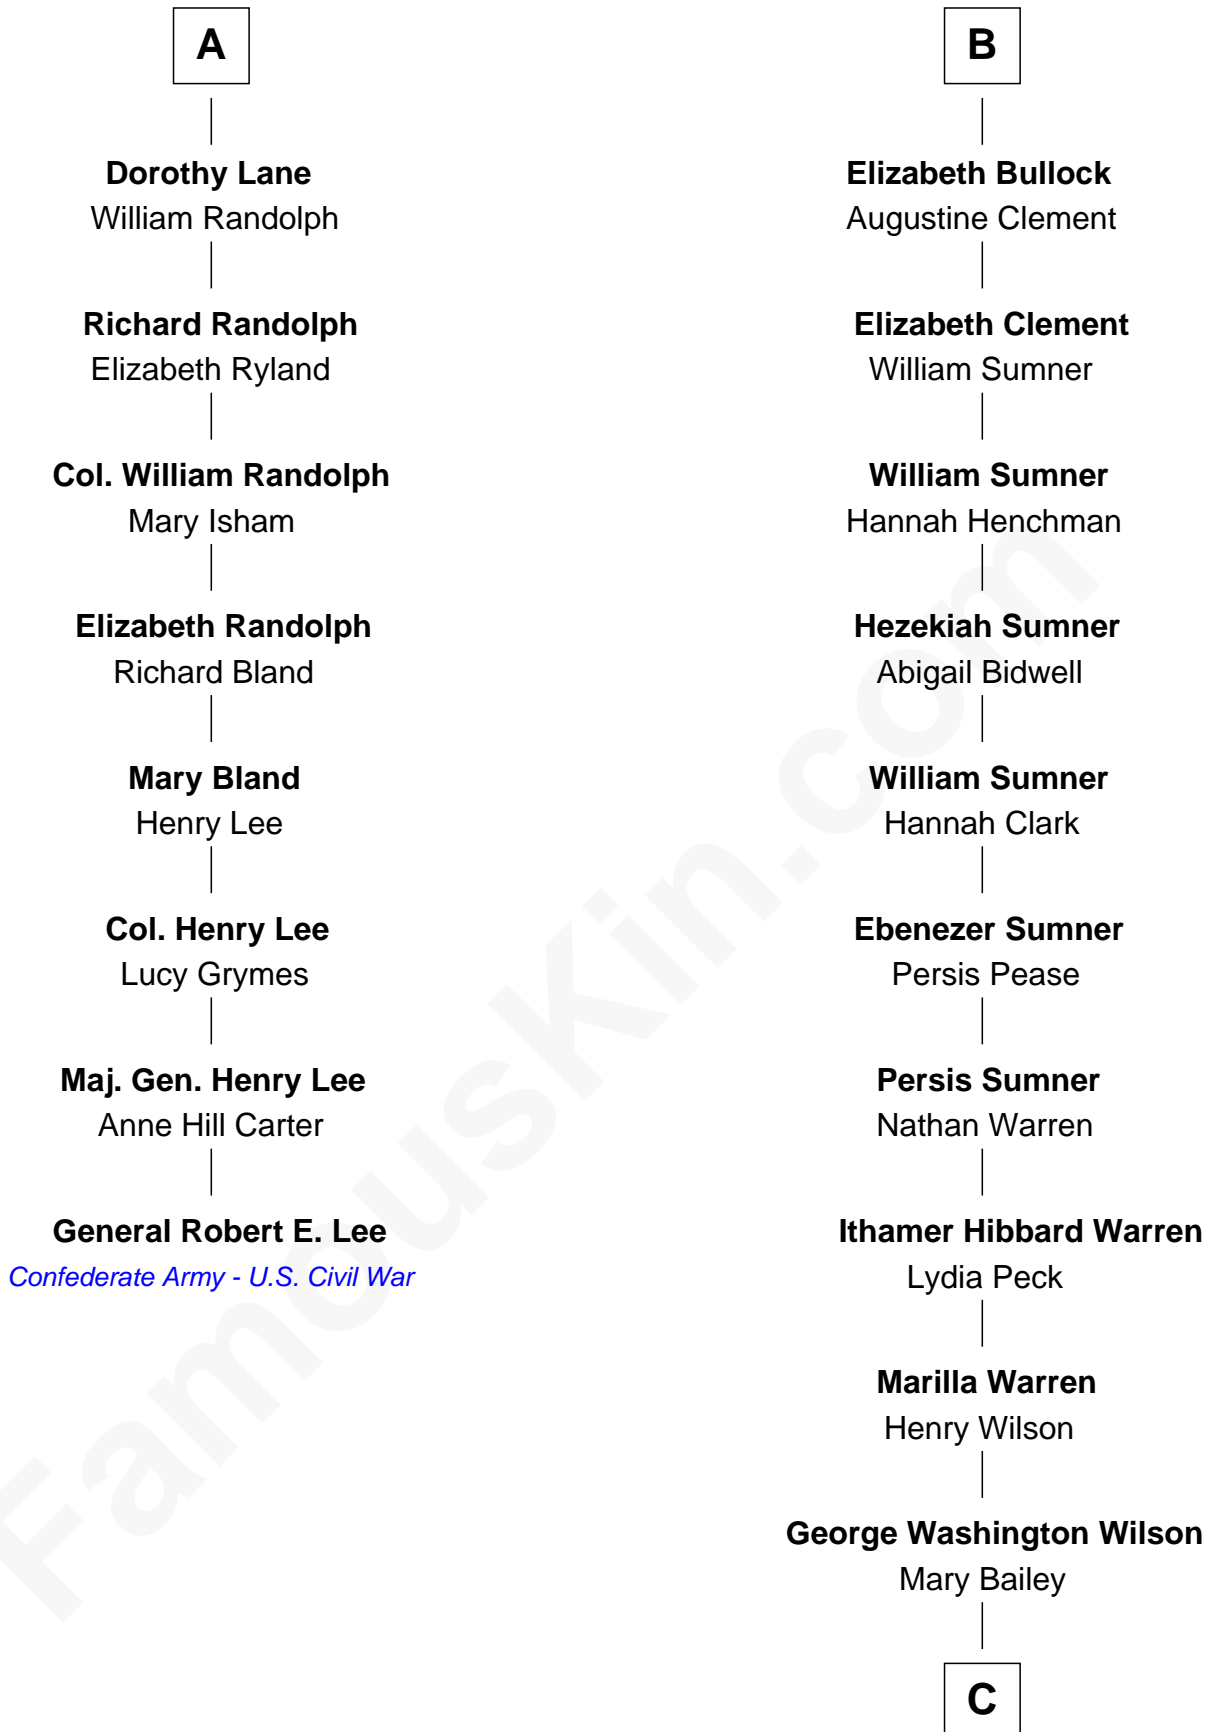 A
Dorothy Lane
William Randolph
Richard Randolph
Elizabeth Ryland
Col. William Randolph
Mary Isham
Elizabeth Randolph
Richard Bland
Mary Bland
Henry Lee
Col. Henry Lee
Lucy Grymes
Maj. Gen. Henry Lee
Anne Hill Carter
General Robert E. Lee
Confederate Army - U.S. Civil War
B
Elizabeth Bullock
Augustine Clement
Elizabeth Clement
William Sumner
William Sumner
Hannah Henchman
Hezekiah Sumner
Abigail Bidwell
William Sumner
Hannah Clark
Ebenezer Sumner
Persis Pease
Persis Sumner
Nathan Warren
Ithamer Hibbard Warren
Lydia Peck
Marilla Warren
Henry Wilson
George Washington Wilson
Mary Bailey
C
FamousKin.com